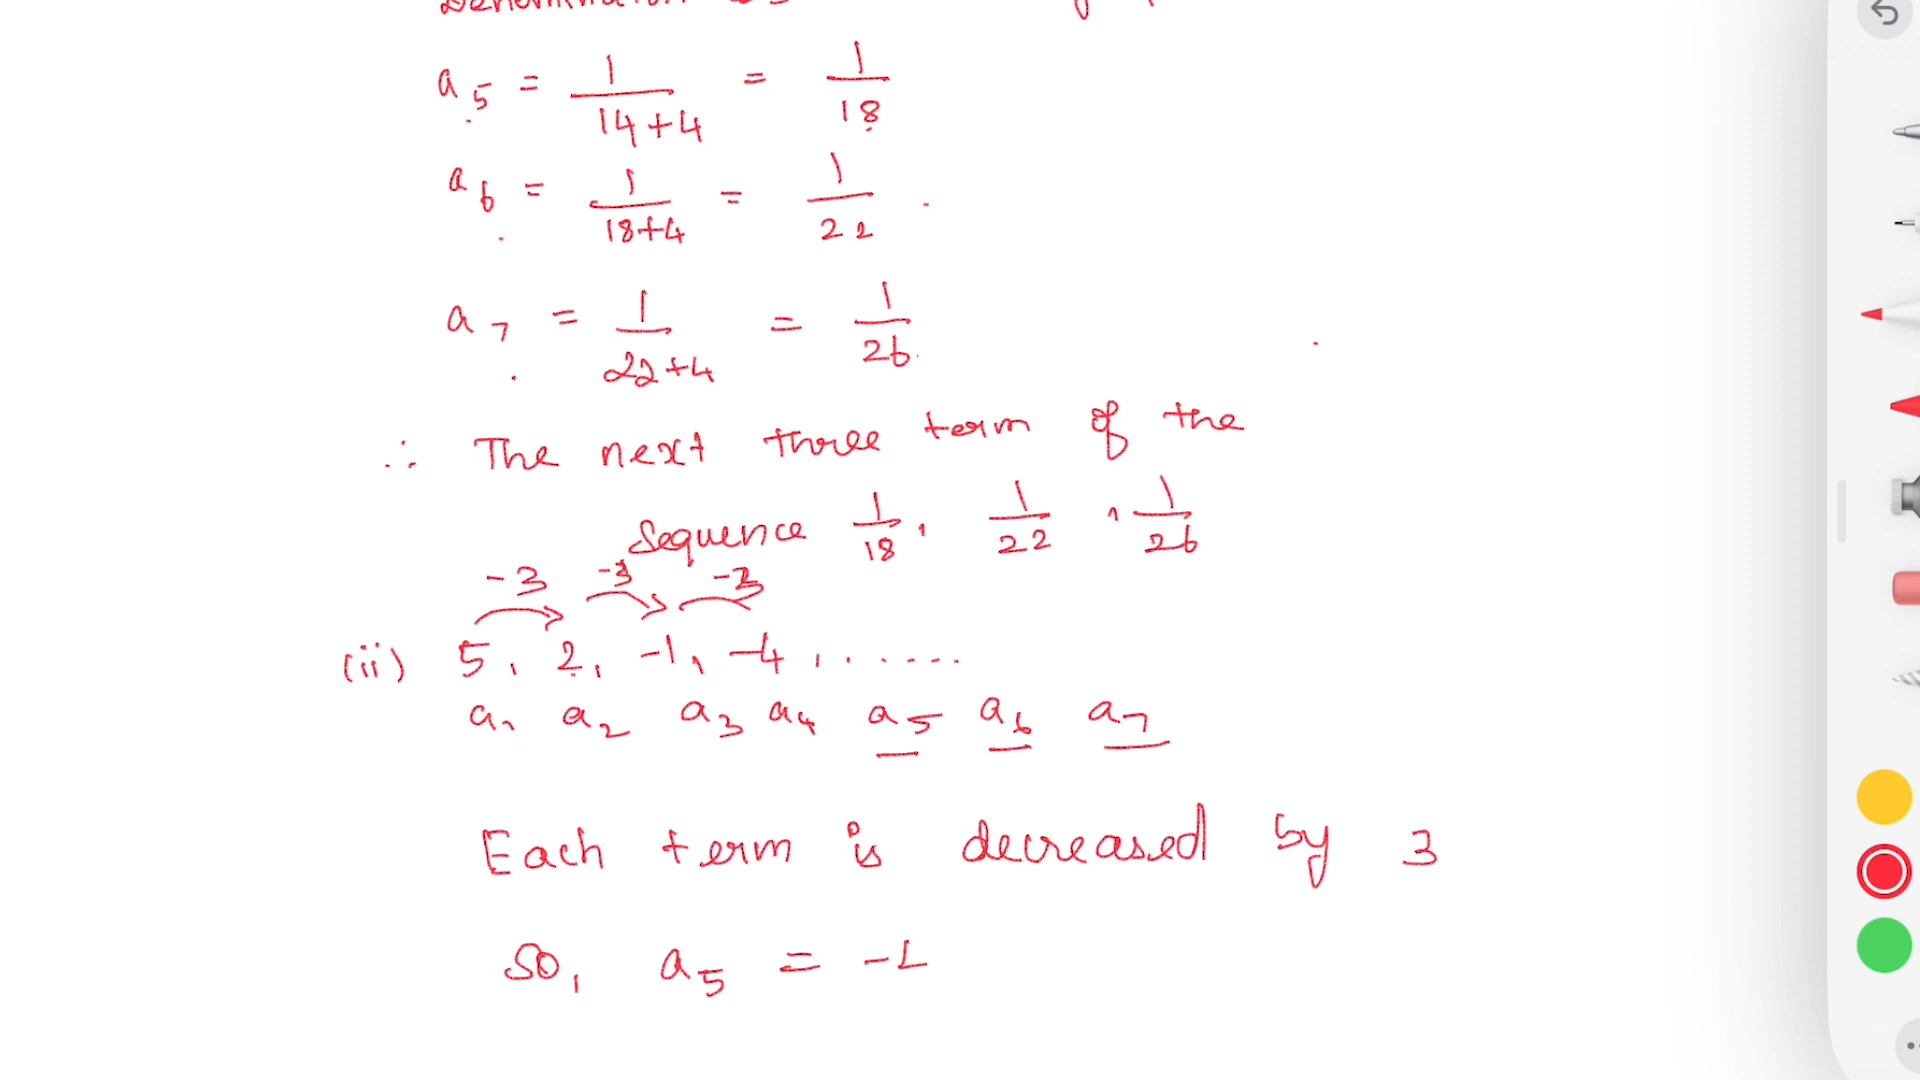 a5 = 1/(14+4) = 1/18
a6 = 1/(18+4) = 1/22
a7 = 1/(22+4) = 1/26
∴ The next three term of the
Sequence 1/18, 1/22, 1/26
-3 -3 -3
(ii) 5, 2, -1, -4, ......
a1 a2 a3 a4 a5 a6 a7
Each term is decreased by 3
So, a5 = -